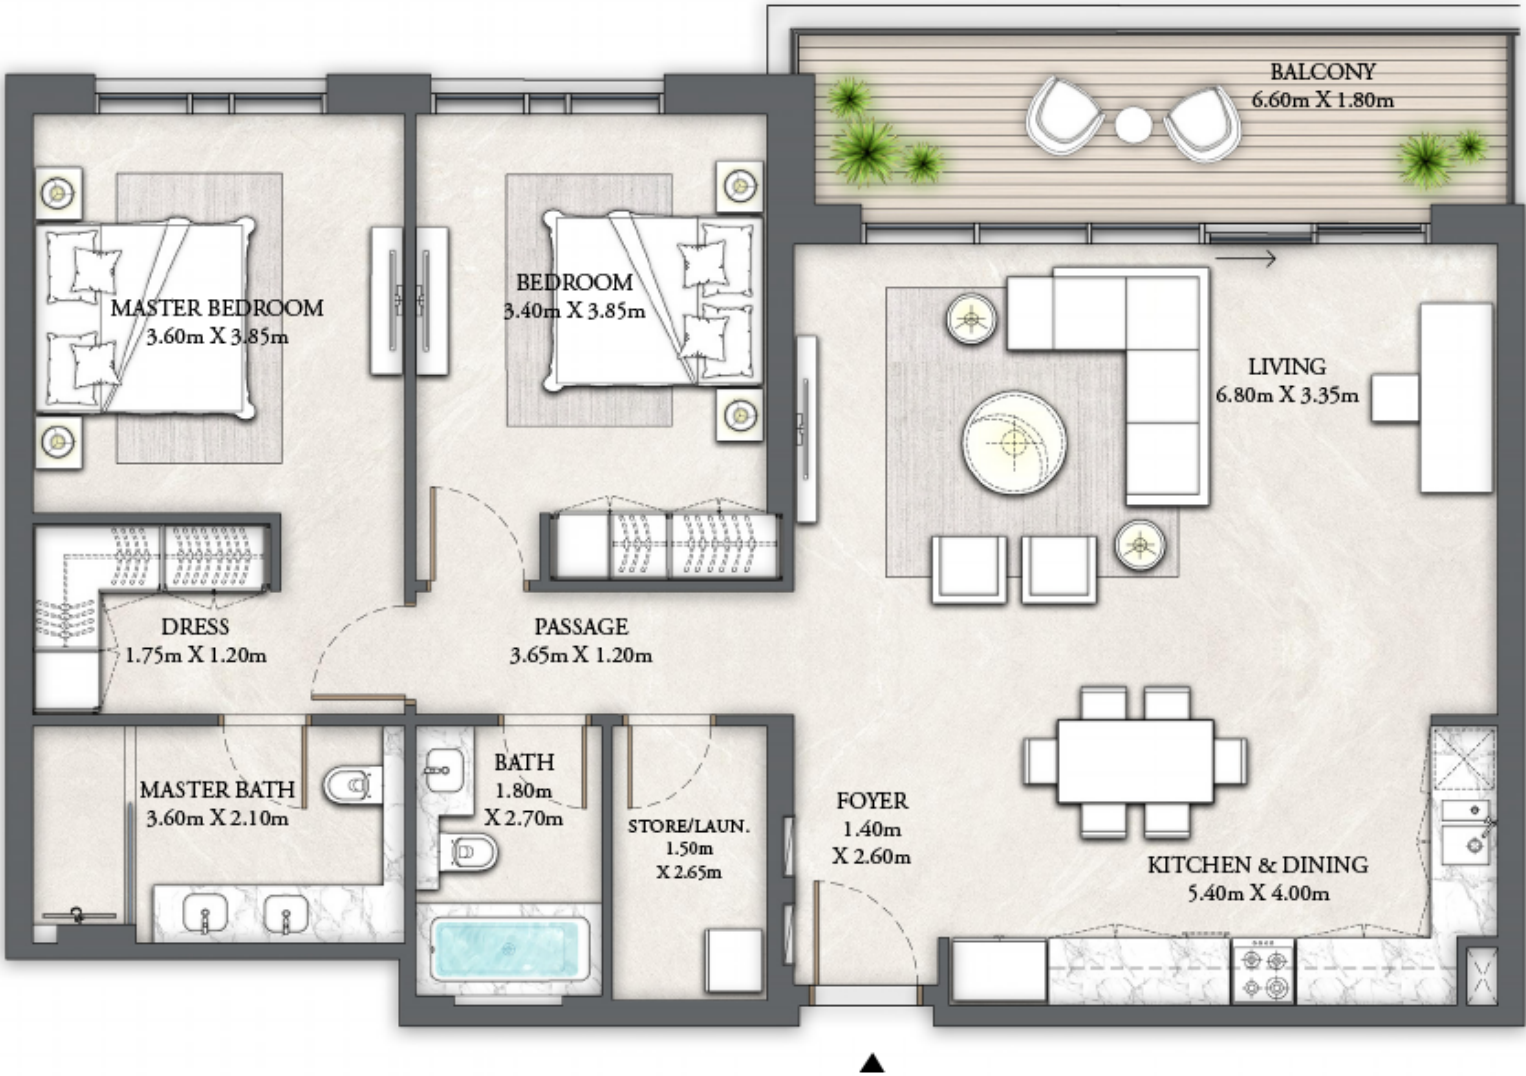 BALCONY
6.60m X 1.80m
MASTER BEDROOM
3.60m X 3.85m
BEDROOM
3.40m X 3.85m
LIVING
6.80m X 3.35m
DRESS
1.75m X 1.20m
PASSAGE
3.65m X 1.20m
MASTER BATH
3.60m X 2.10m
BATH
1.80m
X 2.70m
STORE/LAUN.
1.50m
X 2.65m
FOYER
1.40m
X 2.60m
KITCHEN & DINING
5.40m X 4.00m